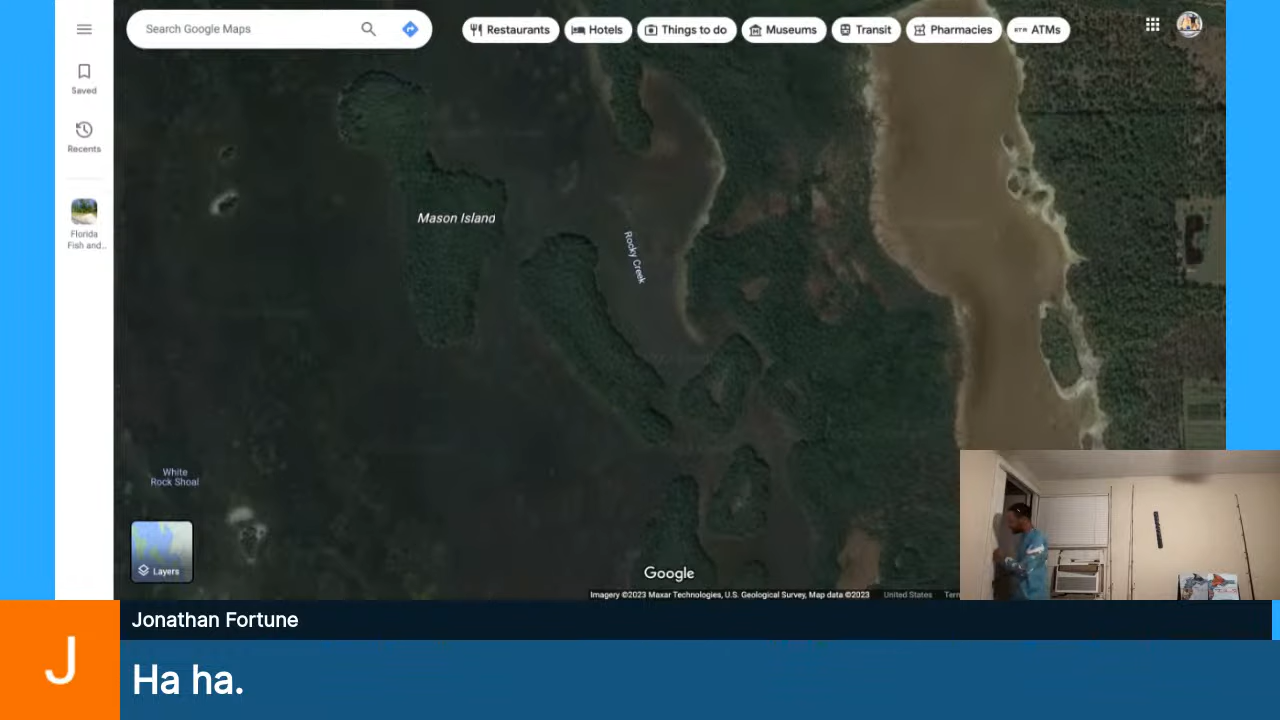 Search Google Maps
Restaurants
Hotels
Things to do
Museums
Transit
Pharmacies
ATMs
Saved
Recents
Florida
Fish and...
Mason Island
Rocky Creek
White
Rock Shoal
Layers
Google
Imagery ©2023 Maxar Technologies, U.S. Geological Survey, Map data ©2023
United States
Jonathan Fortune
J
Ha ha.